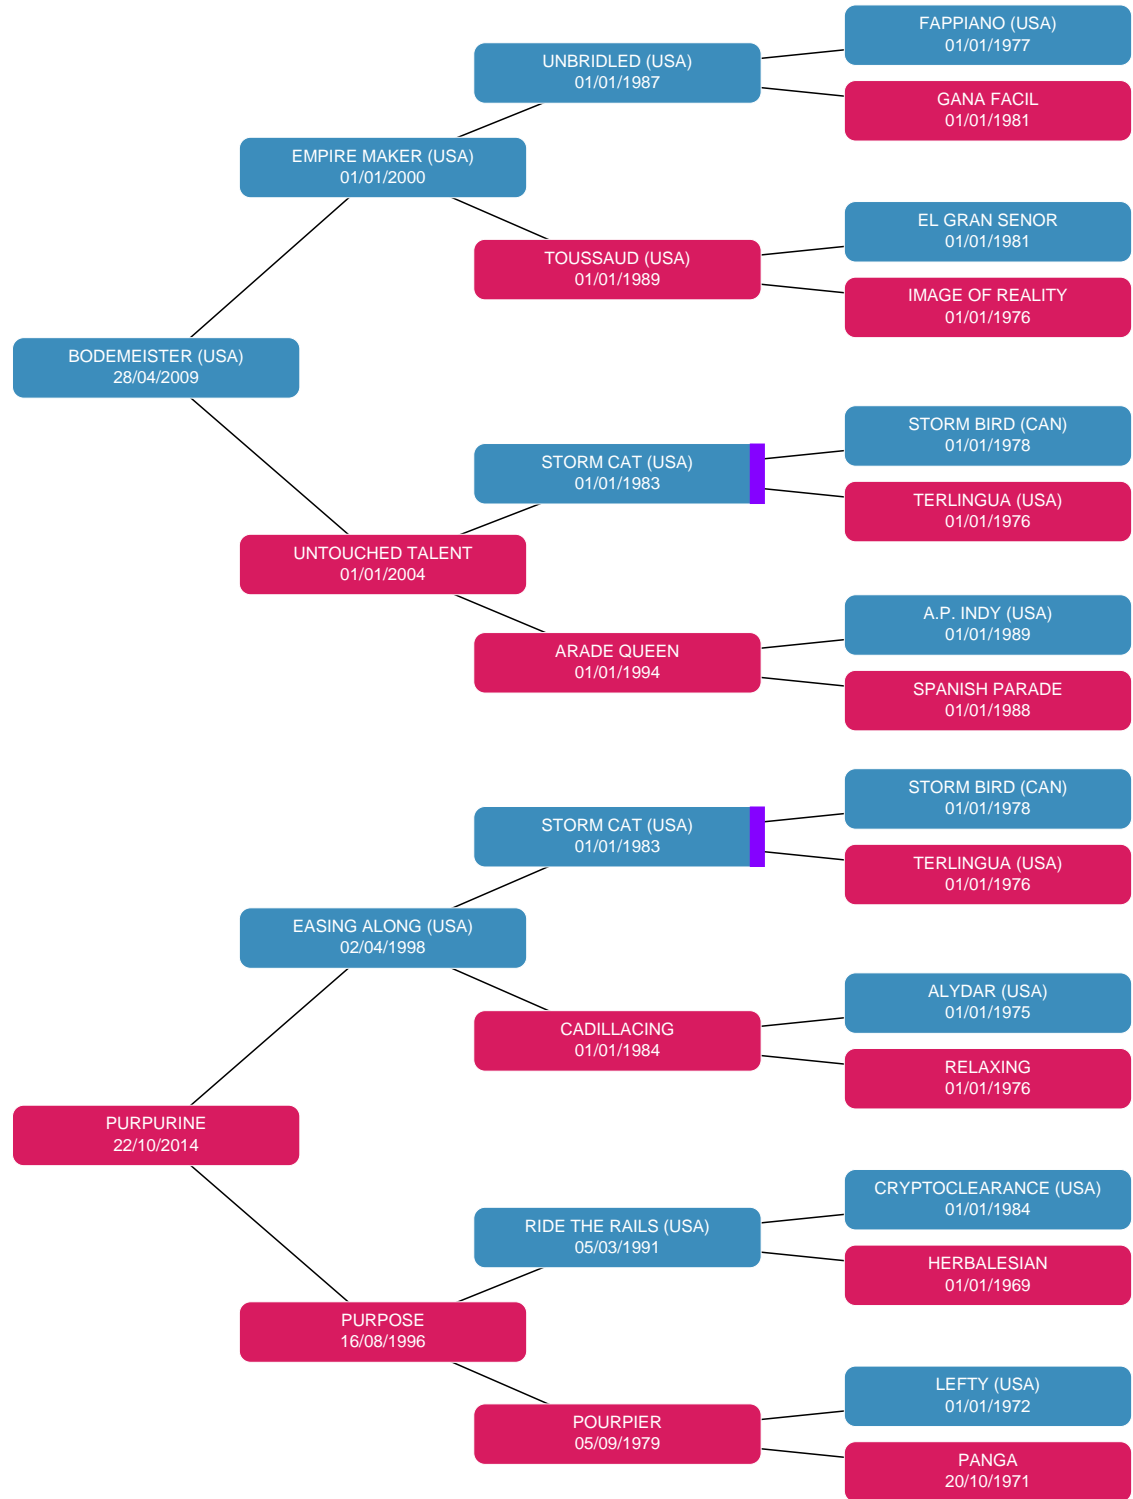 FAPPIANO (USA)
01/01/1977
UNBRIDLED (USA)
01/01/1987
GANA FACIL
01/01/1981
EMPIRE MAKER (USA)
01/01/2000
EL GRAN SENOR
01/01/1981
TOUSSAUD (USA)
01/01/1989
IMAGE OF REALITY
01/01/1976
BODEMEISTER (USA)
28/04/2009
STORM BIRD (CAN)
01/01/1978
STORM CAT (USA)
01/01/1983
TERLINGUA (USA)
01/01/1976
UNTOUCHED TALENT
01/01/2004
A.P. INDY (USA)
01/01/1989
ARADE QUEEN
01/01/1994
SPANISH PARADE
01/01/1988
STORM BIRD (CAN)
01/01/1978
STORM CAT (USA)
01/01/1983
TERLINGUA (USA)
01/01/1976
EASING ALONG (USA)
02/04/1998
ALYDAR (USA)
01/01/1975
CADILLACING
01/01/1984
RELAXING
01/01/1976
PURPURINE
22/10/2014
CRYPTOCLEARANCE (USA)
01/01/1984
RIDE THE RAILS (USA)
05/03/1991
HERBALESIAN
01/01/1969
PURPOSE
16/08/1996
LEFTY (USA)
01/01/1972
POURPIER
05/09/1979
PANGA
20/10/1971